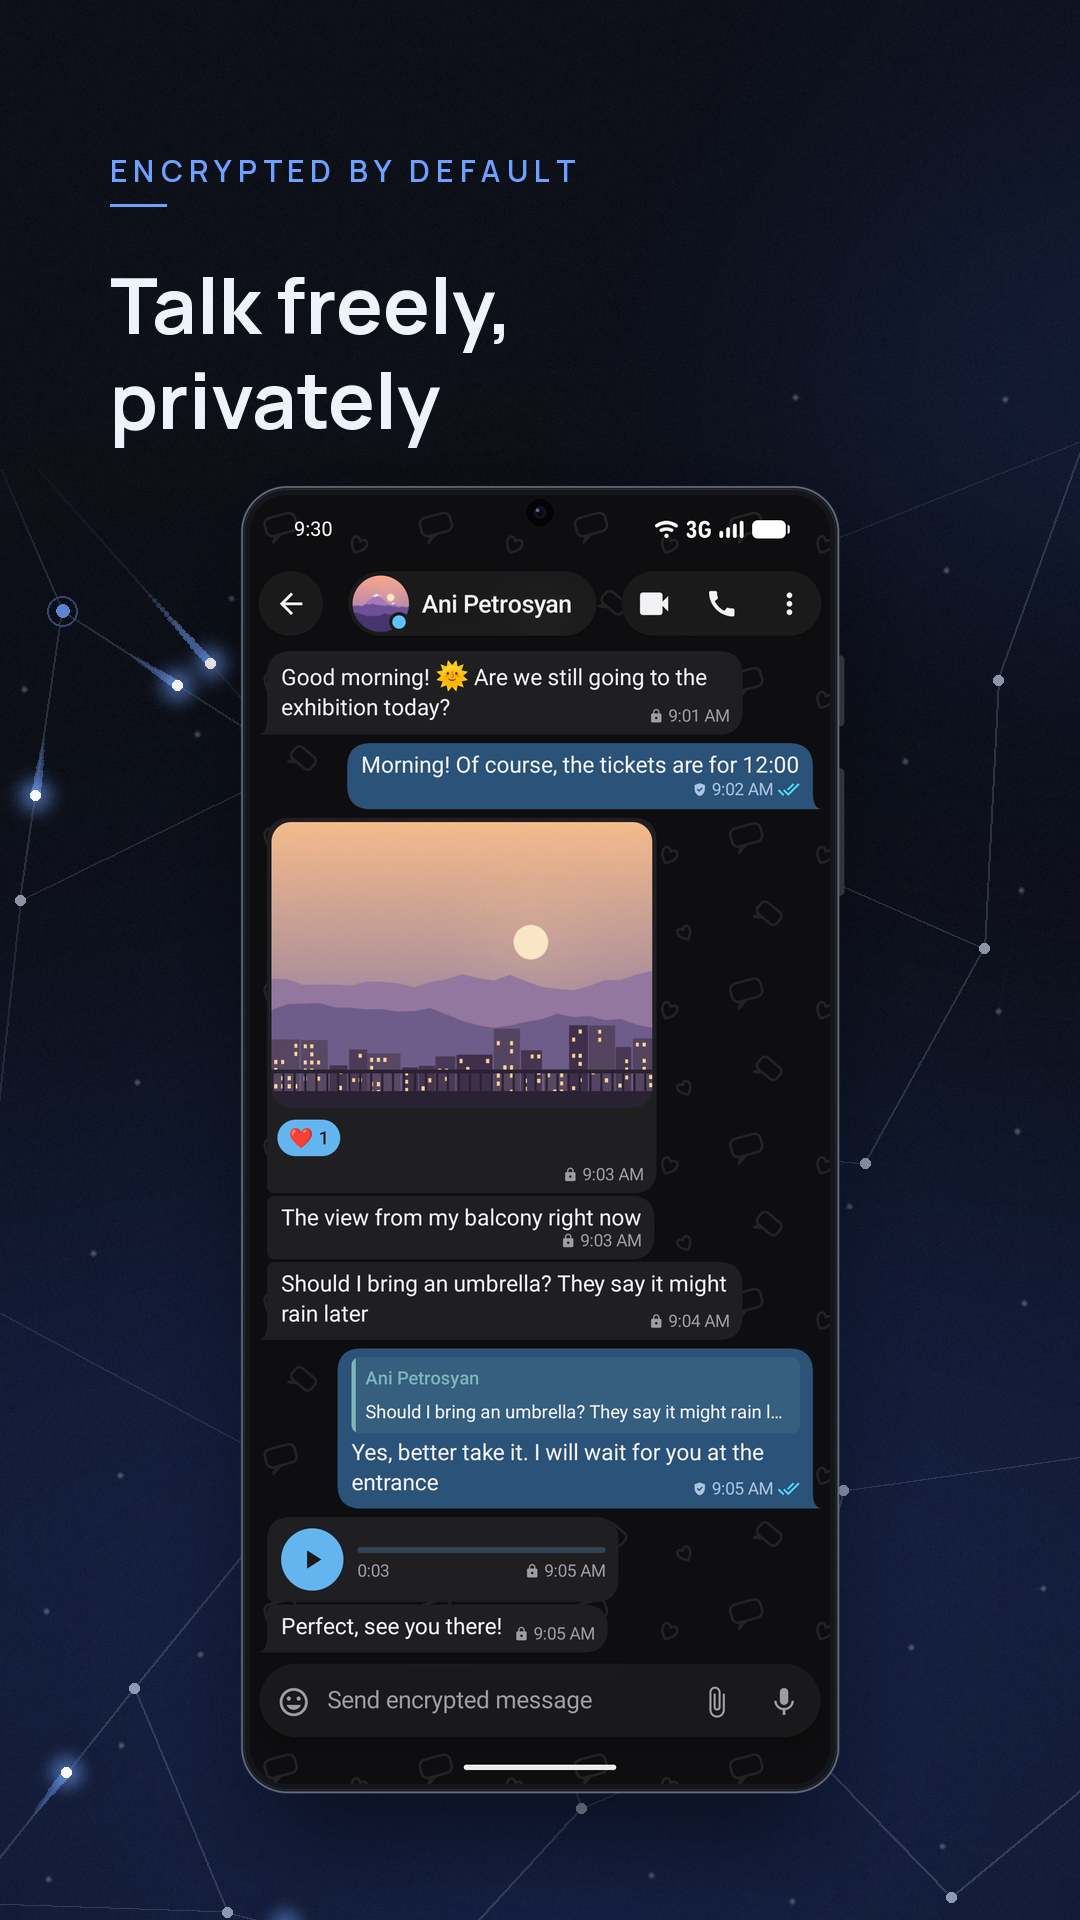 ENCRYPTED BY DEFAULT
Talk freely,
privately
9:30
3G
Ani Petrosyan
Good morning! 🌞 Are we still going to the
exhibition today?
9:01 AM
Morning! Of course, the tickets are for 12:00
9:02 AM
❤️ 1
9:03 AM
The view from my balcony right now
9:03 AM
Should I bring an umbrella? They say it might
rain later
9:04 AM
Ani Petrosyan
Should I bring an umbrella? They say it might rain l...
Yes, better take it. I will wait for you at the
entrance
9:05 AM
0:03
9:05 AM
Perfect, see you there!
9:05 AM
Send encrypted message